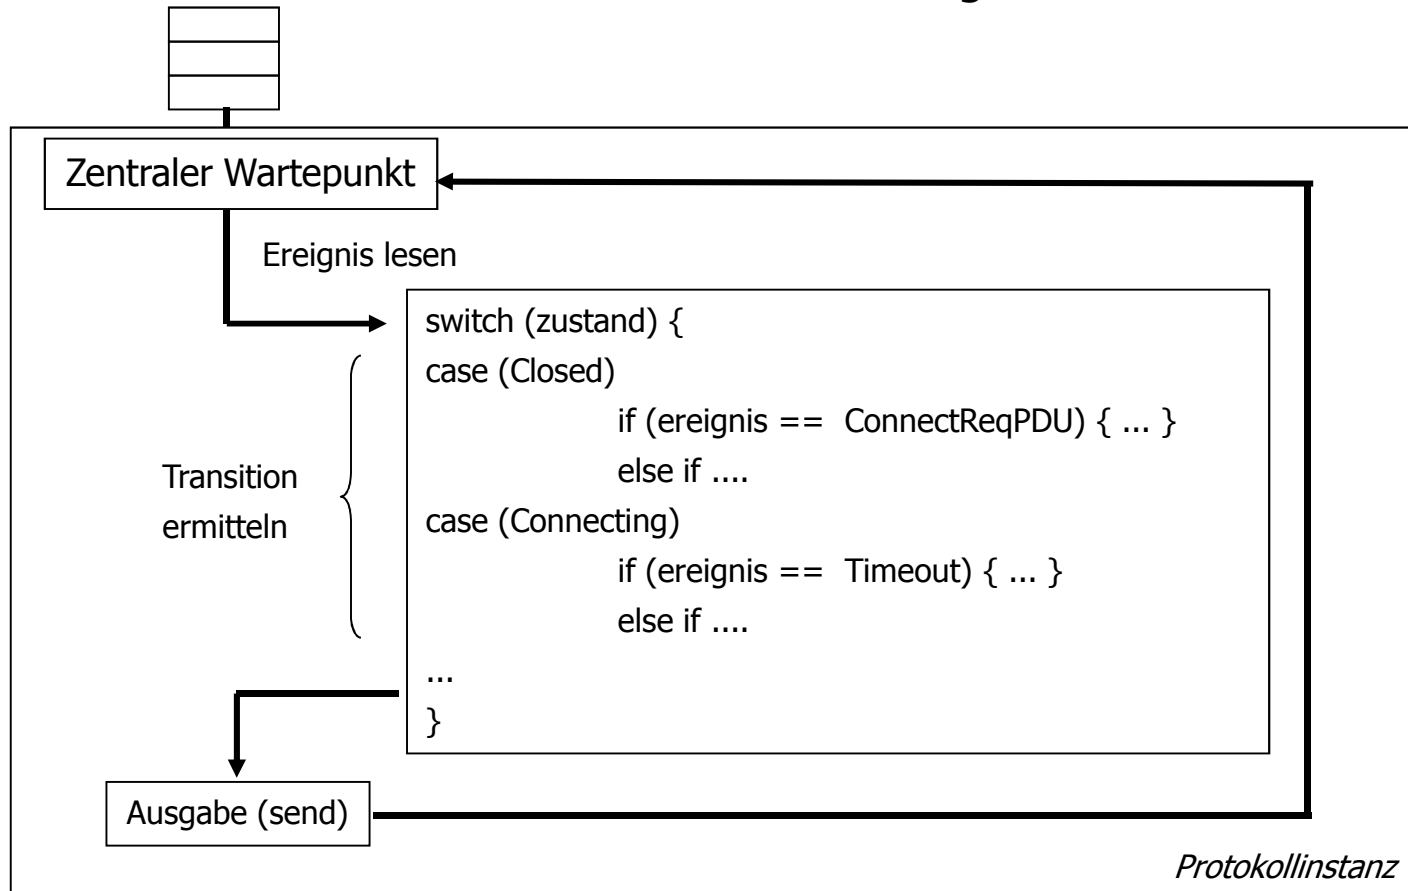 Zentraler Wartepunkt
Ereignis lesen
switch (zustand) {
case (Closed)
if (ereignis == ConnectReqPDU) { ... }
else if ....
case (Connecting)
if (ereignis == Timeout) { ... }
else if ....
...
}
Transition
ermitteln
Ausgabe (send)
Protokollinstanz